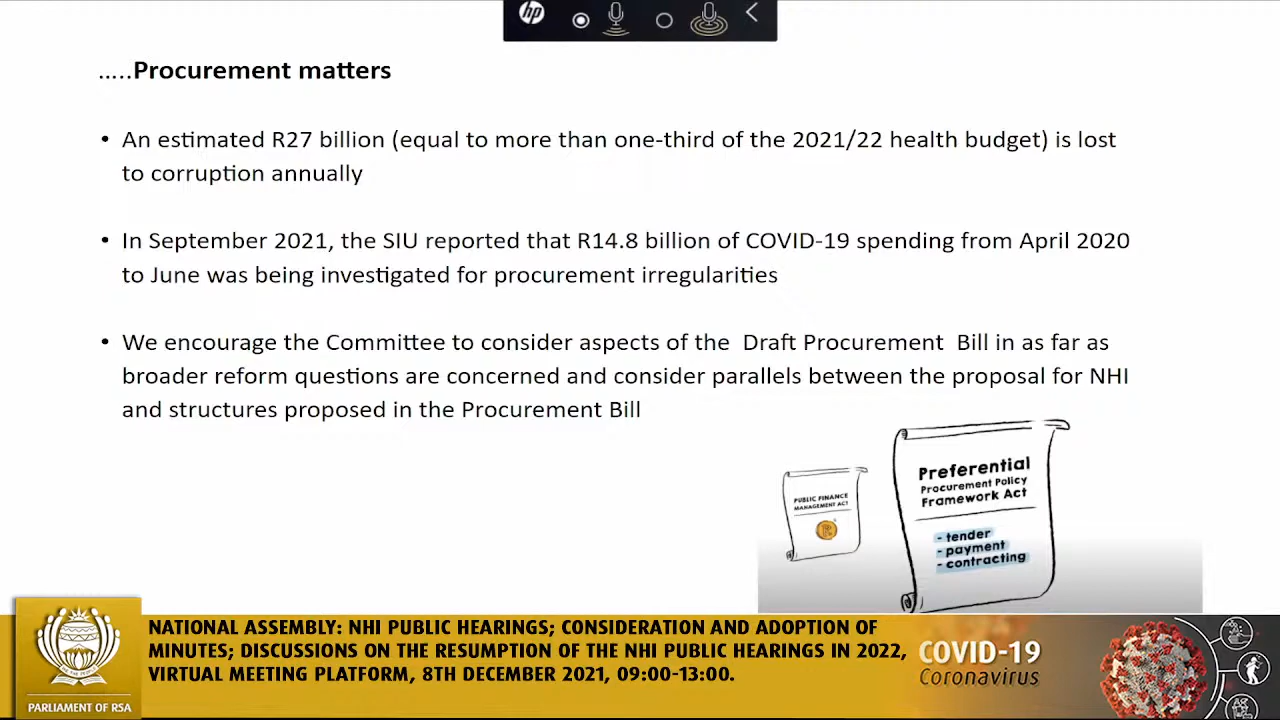 hp
.....Procurement matters
• An estimated R27 billion (equal to more than one-third of the 2021/22 health budget) is lost
to corruption annually
• In September 2021, the SIU reported that R14.8 billion of COVID-19 spending from April 2020
to June was being investigated for procurement irregularities
• We encourage the Committee to consider aspects of the Draft Procurement Bill in as far as
broader reform questions are concerned and consider parallels between the proposal for NHI
and structures proposed in the Procurement Bill
PUBLIC FINANCE
MANAGEMENT ACT
R
Preferential
Procurement Policy
Framework Act
- tender
- payment
- contracting
NATIONAL ASSEMBLY: NHI PUBLIC HEARINGS; CONSIDERATION AND ADOPTION OF
MINUTES; DISCUSSIONS ON THE RESUMPTION OF THE NHI PUBLIC HEARINGS IN 2022,
VIRTUAL MEETING PLATFORM, 8TH DECEMBER 2021, 09:00-13:00.
PARLIAMENT OF RSA
COVID-19
Coronavirus